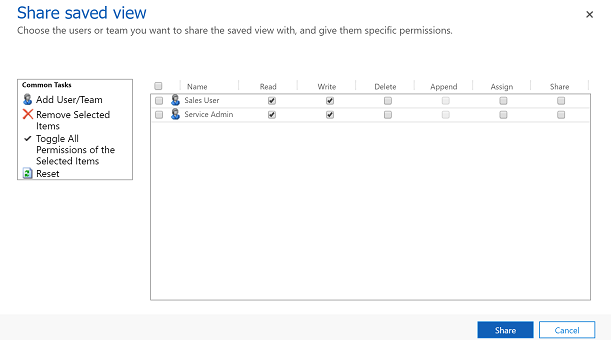 Share saved view
Choose the users or team you want to share the saved view with, and give them specific permissions.
Common Tasks
Add User/Team
Remove Selected
Items
Toggle All
Permissions of the
Selected Items
Reset
Name Read Write Delete Append Assign Share
Sales User
Service Admin
Share Cancel